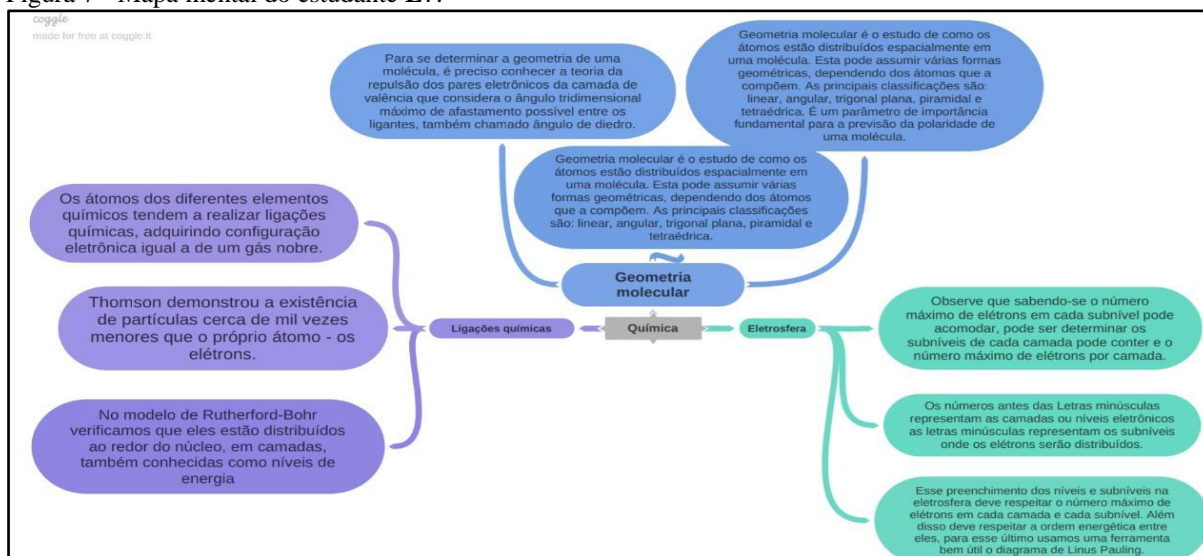 Figura 7 - Mapa mental do estudante E7.
coggle
made for free at coggle.it
Para se determinar a geometria de uma
molécula, é preciso conhecer a teoria da
repulsão dos pares eletrônicos da camada de
valência que considera o ângulo tridimensional
máximo de afastamento possível entre os
ligantes, também chamado ângulo de diedro.
Geometria molecular é o estudo de como os
átomos estão distribuídos espacialmente em
uma molécula. Esta pode assumir várias formas
geométricas, dependendo dos átomos que a
compõem. As principais classificações são:
linear, angular, trigonal plana, piramidal e
tetraédrica. É um parâmetro de importância
fundamental para a previsão da polaridade de
uma molécula.
Geometria molecular é o estudo de como os
átomos estão distribuídos espacialmente em
uma molécula. Esta pode assumir várias
formas geométricas, dependendo dos átomos
que a compõem. As principais classificações
são: linear, angular, trigonal plana, piramidal e
tetraédrica.
Geometria
molecular
Os átomos dos diferentes elementos
químicos tendem a realizar ligações
químicas, adquirindo configuração
eletrônica igual a de um gás nobre.
Thomson demonstrou a existência
de partículas cerca de mil vezes
menores que o próprio átomo - os
elétrons.
No modelo de Rutherford-Bohr
verificamos que eles estão distribuídos
ao redor do núcleo, em camadas,
também conhecidas como níveis de
energia
Ligações químicas
Química
Eletrosfera
Observe que sabendo-se o número
máximo de elétrons em cada subnível pode
acomodar, pode ser determinar os
subníveis de cada camada pode conter e o
número máximo de elétrons por camada.
Os números antes das Letras minúsculas
representam as camadas ou níveis eletrônicos
as letras minúsculas representam os subníveis
onde os elétrons serão distribuídos.
Esse preenchimento dos níveis e subníveis na
eletrosfera deve respeitar o número máximo de
elétrons em cada camada e cada subnível. Além
disso deve respeitar a ordem energética entre
eles, para esse último usamos uma ferramenta
bem útil o diagrama de Linus Pauling.